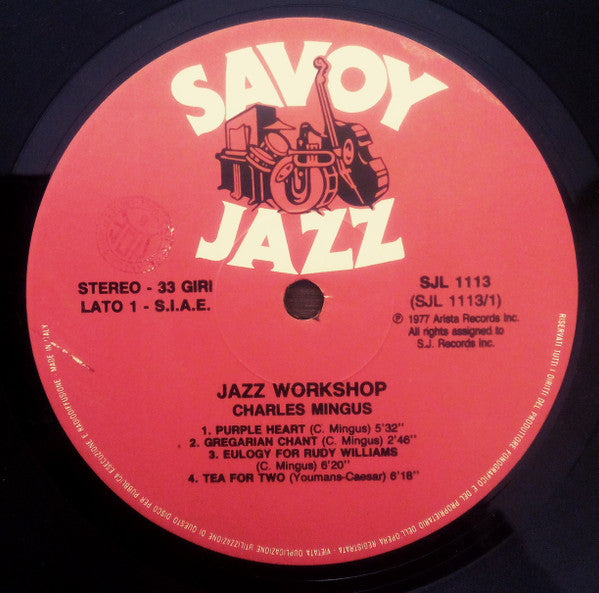 SAVOY
JAZZ
STEREO - 33 GIRI
LATO 1 - S.I.A.E.
SJL 1113
(SJL 1113/1)
℗ 1977 Arista Records Inc.
All rights assigned to
S.J. Records Inc.
JAZZ WORKSHOP
CHARLES MINGUS
1. PURPLE HEART (C. Mingus) 5'32"
2. GREGARIAN CHANT (C. Mingus) 2'46"
3. EULOGY FOR RUDY WILLIAMS
(C. Mingus) 6'20"
4. TEA FOR TWO (Youmans-Caesar) 6'18"
RISERVATI TUTTI I DIRITTI DEL PRODUTTORE FONOGRAFICO E DEL PROPRIETARIO DELL'OPERA REGISTRATA - VIETATA DUPLICAZIONE UTILIZZAZIONE DI QUESTO DISCO PER PUBBLICA ESECUZIONE E RADIODIFFUSIONE. MADE IN ITALY